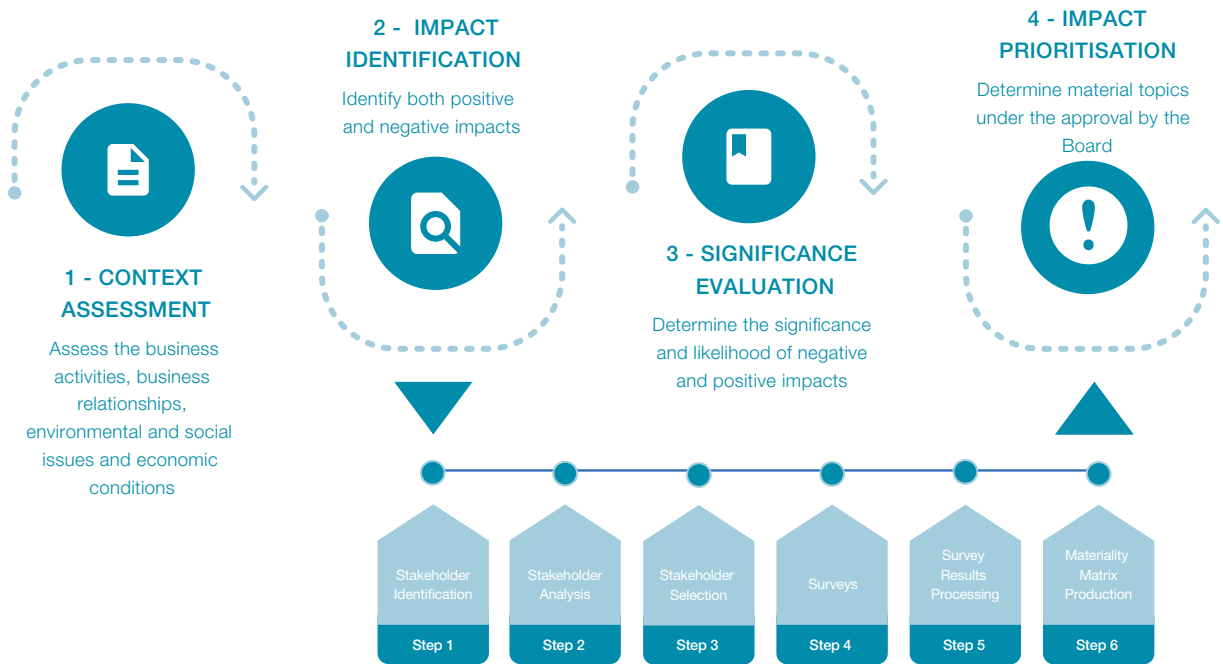 1 - CONTEXT
ASSESSMENT
Assess the business
activities, business
relationships,
environmental and social
issues and economic
conditions
2 - IMPACT
IDENTIFICATION
Identify both positive
and negative impacts
3 - SIGNIFICANCE
EVALUATION
Determine the significance
and likelihood of negative
and positive impacts
4 - IMPACT
PRIORITISATION
Determine material topics
under the approval by the
Board
Stakeholder
Identification
Step 1
Stakeholder
Analysis
Step 2
Stakeholder
Selection
Step 3
Surveys
Step 4
Survey
Results
Processing
Step 5
Materiality
Matrix
Production
Step 6